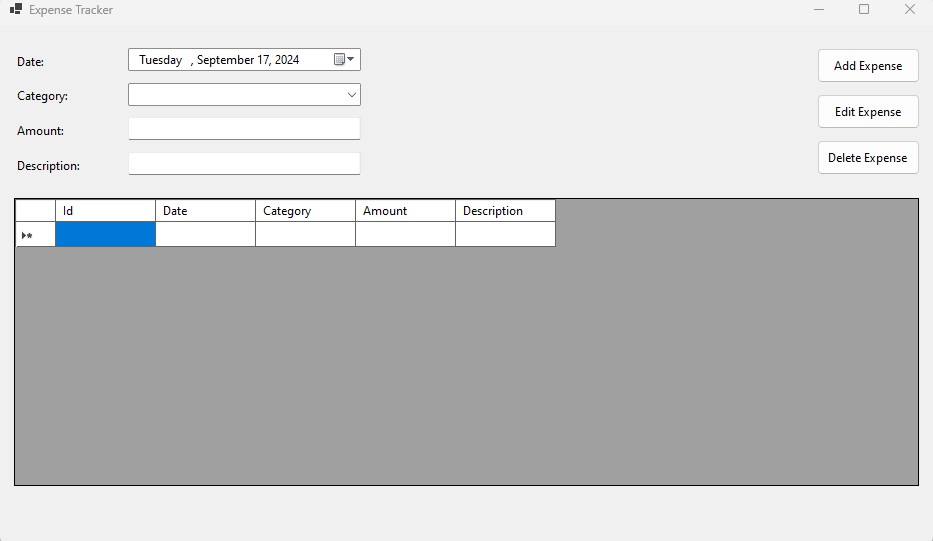 Expense Tracker
Date:
Tuesday , September 17, 2024
Add Expense
Category:
Edit Expense
Amount:
Description:
Delete Expense
Id Date Category Amount Description